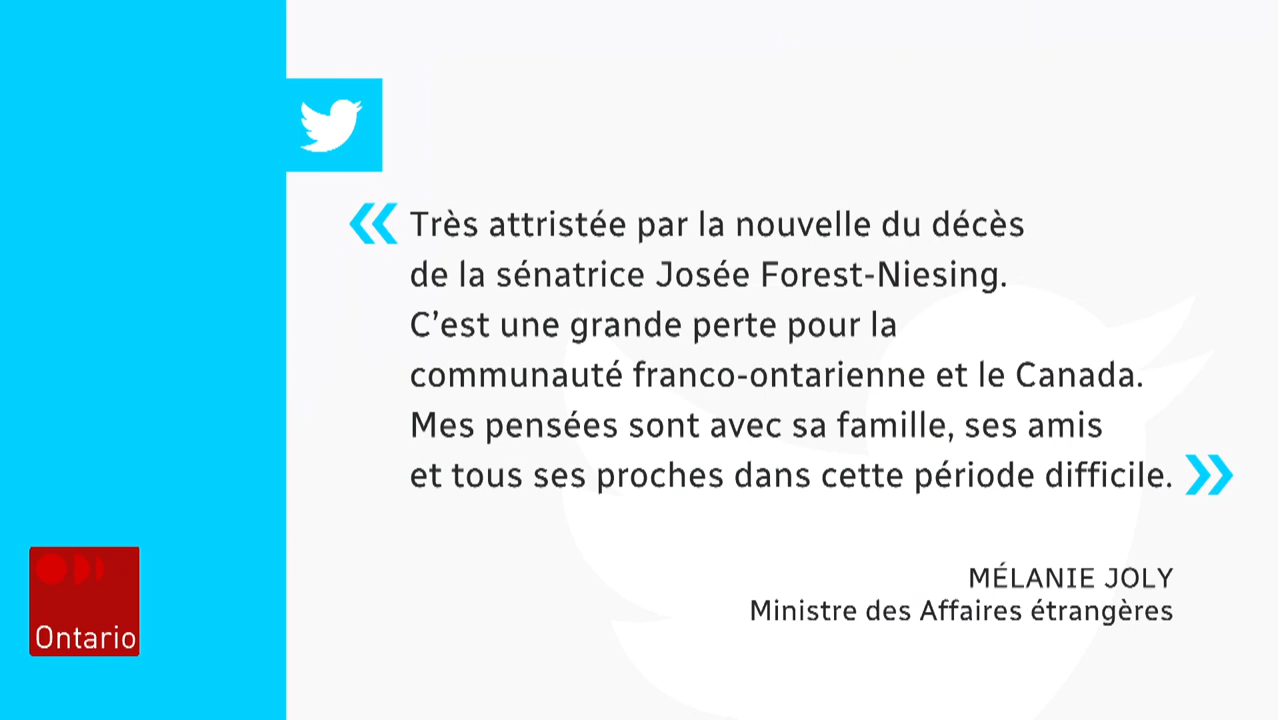 « Très attristée par la nouvelle du décès
de la sénatrice Josée Forest-Niesing.
C’est une grande perte pour la
communauté franco-ontarienne et le Canada.
Mes pensées sont avec sa famille, ses amis
et tous ses proches dans cette période difficile. »
MÉLANIE JOLY
Ministre des Affaires étrangères
Ontario